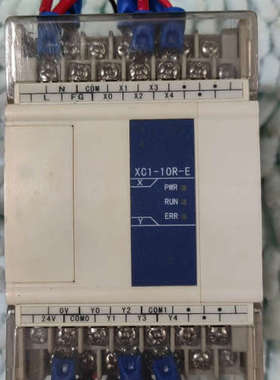 N COM X1 X3 • •
L FG X0 X2 X4 • •
XC1-10R-E
X
PWR
RUN
ERR
Y
0V Y0 Y2 COM1 • •
24V COM0 Y1 Y3 Y4 • •